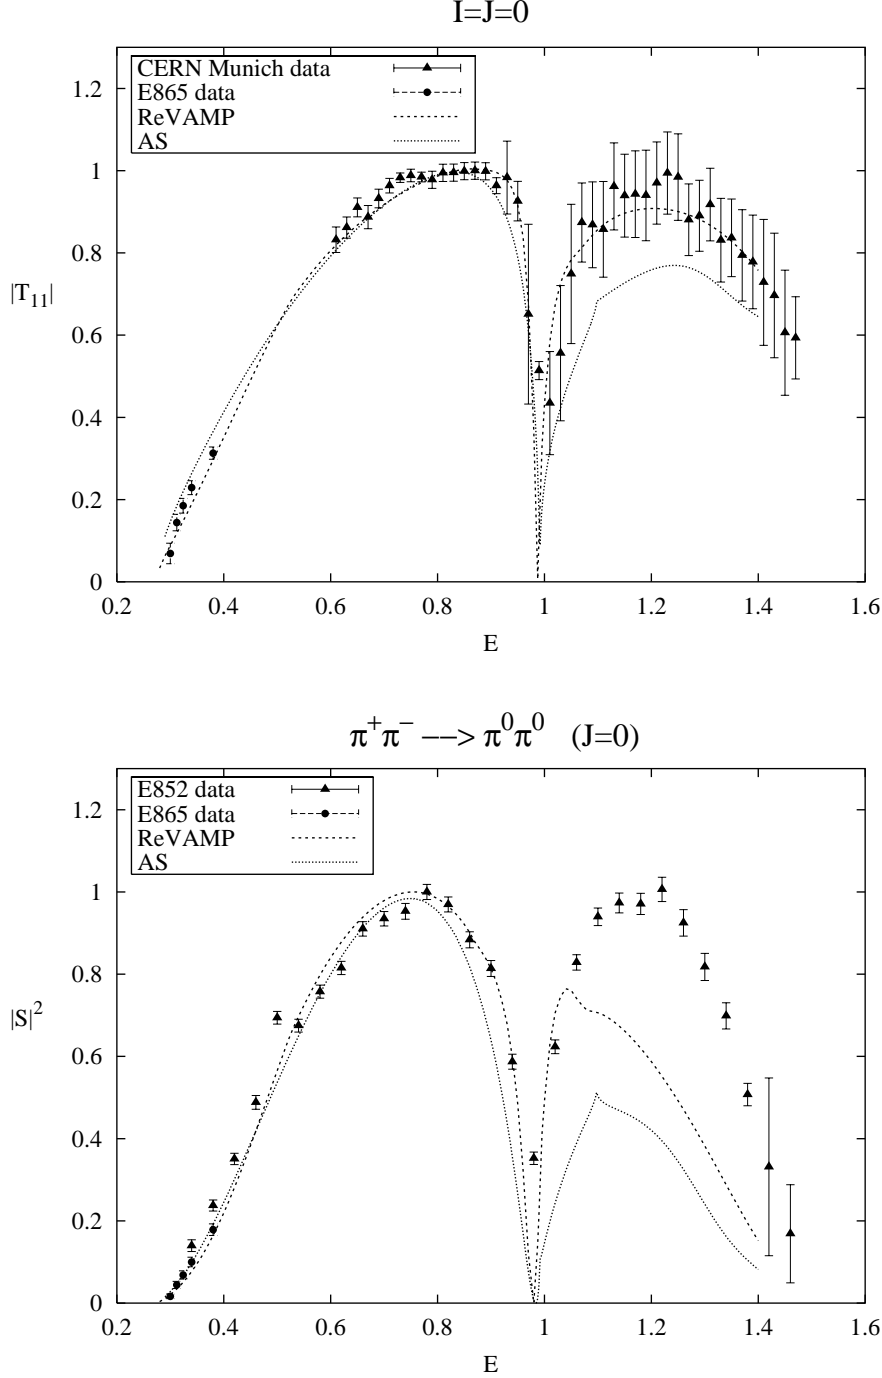 I=J=0
1.2
1
0.8
0.6
0.4
0.2
0
CERN Munich data
E865 data
ReVAMP
AS
|T11|
0.2 0.4 0.6 0.8 1 1.2 1.4 1.6
E
π+π− −−> π0π0 (J=0)
1.2
1
0.8
0.6
0.4
0.2
0
E852 data
E865 data
ReVAMP
AS
|S|2
0.2 0.4 0.6 0.8 1 1.2 1.4 1.6
E